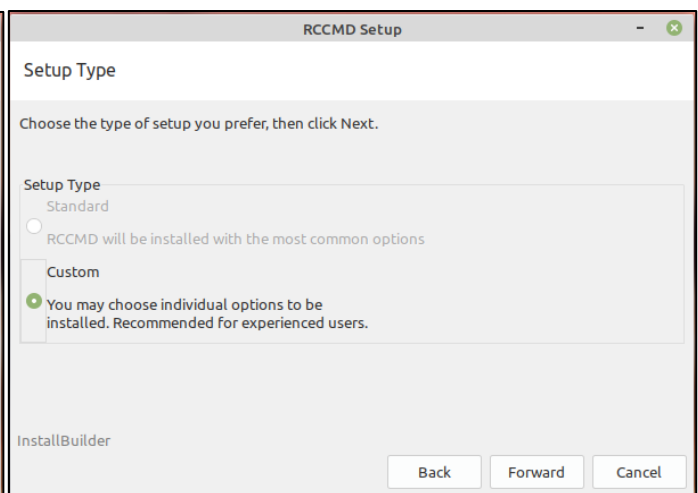 RCCMD Setup
Setup Type
Choose the type of setup you prefer, then click Next.
Setup Type
Standard
RCCMD will be installed with the most common options
Custom
You may choose individual options to be
installed. Recommended for experienced users.
InstallBuilder
Back Forward Cancel